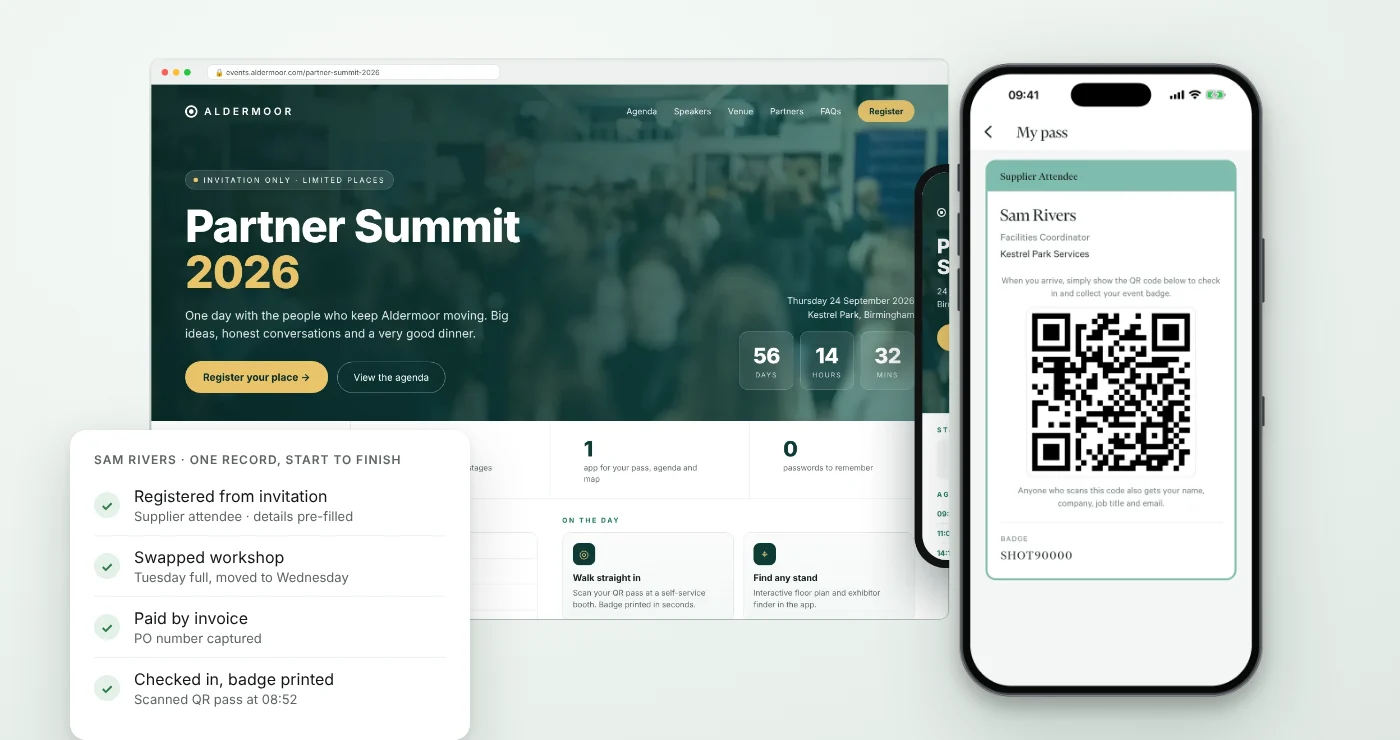 events.aldermoor.com/partner-summit-2026
ALDERMOOR
Agenda Speakers Venue Partners FAQs Register
INVITATION ONLY · LIMITED PLACES
Partner Summit
2026
One day with the people who keep Aldermoor moving. Big
ideas, honest conversations and a very good dinner.
Register your place →
View the agenda
Thursday 24 September 2026
Kestrel Park, Birmingham
56
DAYS
14
HOURS
32
MINS
stages
1
app for your pass, agenda and
map
0
passwords to remember
ON THE DAY
Walk straight in
Scan your QR pass at a self-service
booth. Badge printed in seconds.
Find any stand
Interactive floor plan and exhibitor
finder in the app.
SAM RIVERS · ONE RECORD, START TO FINISH
Registered from invitation
Supplier attendee · details pre-filled
Swapped workshop
Tuesday full, moved to Wednesday
Paid by invoice
PO number captured
Checked in, badge printed
Scanned QR pass at 08:52
P
S
24
Bir
ST
AG
09:
11:0
14:
09:41
My pass
Supplier Attendee
Sam Rivers
Facilities Coordinator
Kestrel Park Services
When you arrive, simply show the QR code below to check
in and collect your event badge.
Anyone who scans this code also gets your name,
company, job title and email.
BADGE
SHOT90000